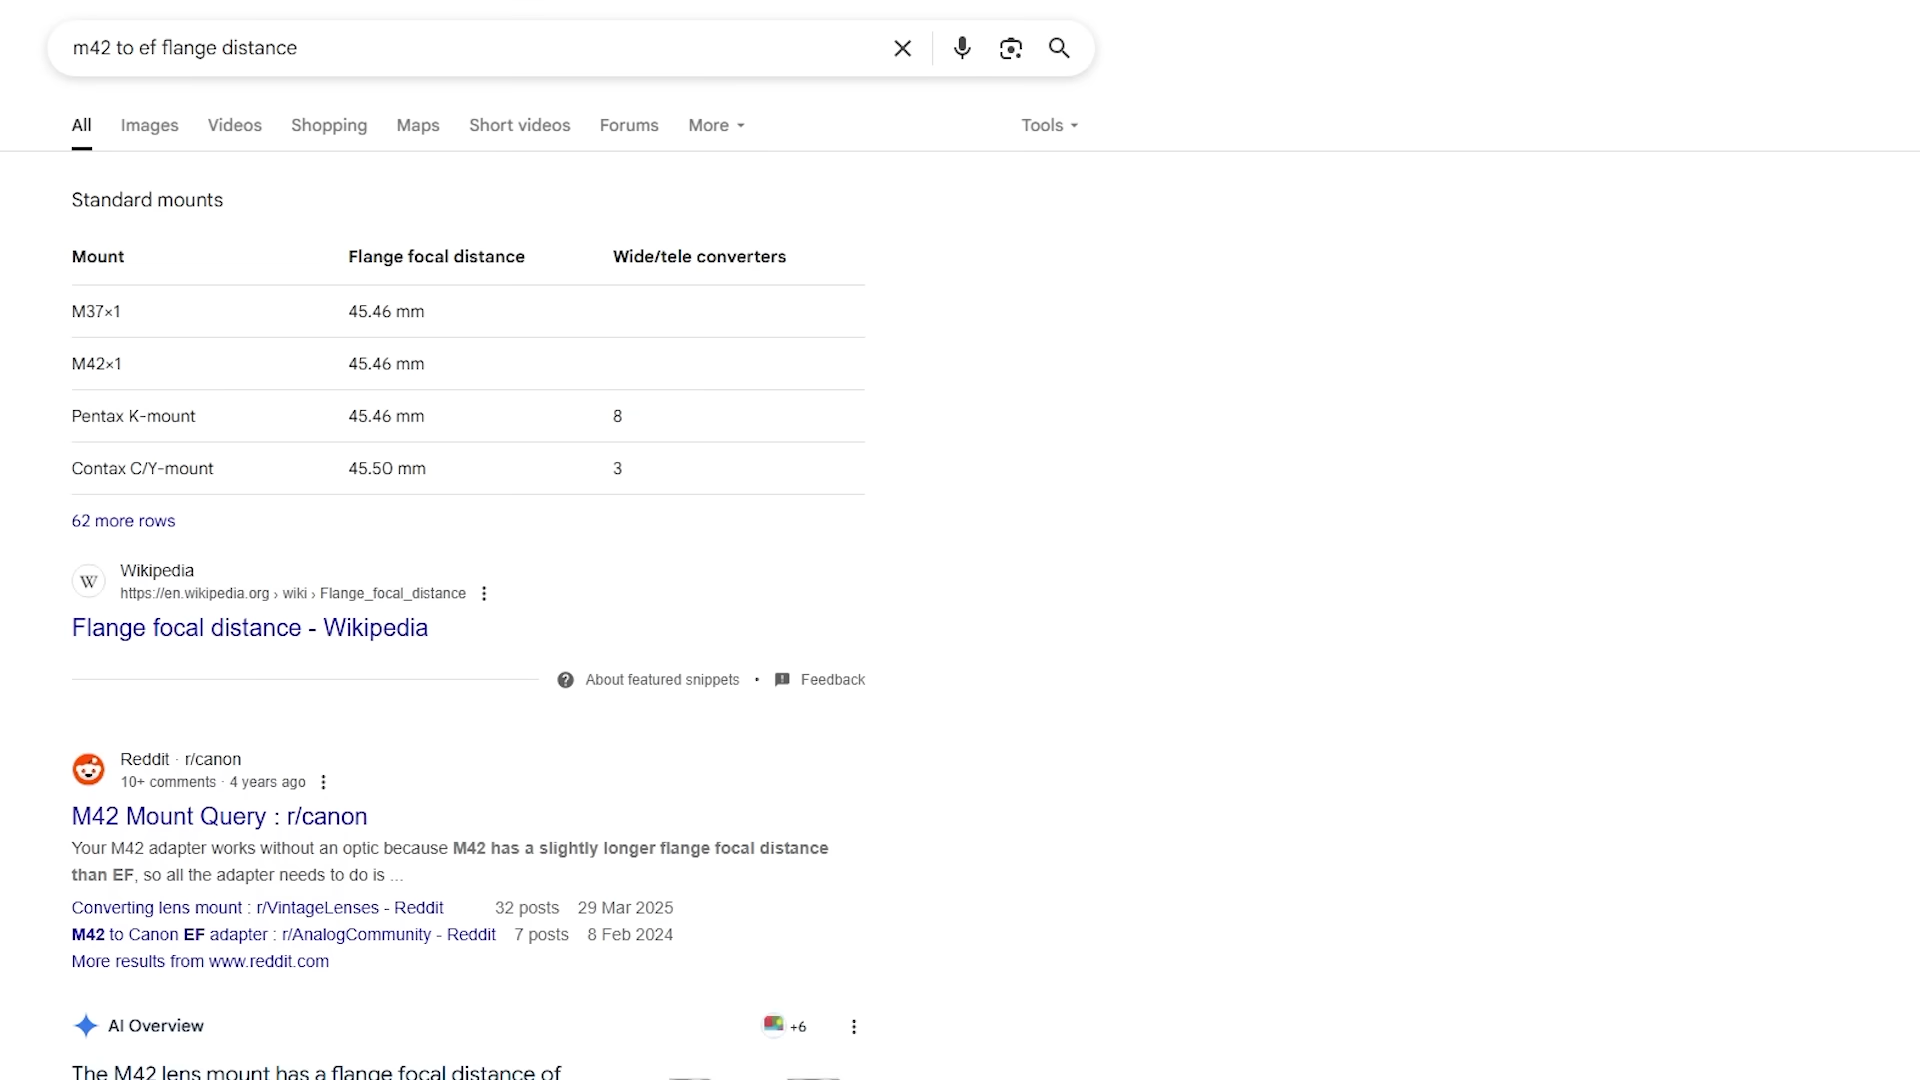 m42 to ef flange distance
All Images Videos Shopping Maps Short videos Forums More Tools
Standard mounts
Mount Flange focal distance Wide/tele converters
M37×1 45.46 mm
M42×1 45.46 mm
Pentax K-mount 45.46 mm 8
Contax C/Y-mount 45.50 mm 3
62 more rows
W
Wikipedia
https://en.wikipedia.org › wiki › Flange_focal_distance
Flange focal distance - Wikipedia
About featured snippets • Feedback
Reddit · r/canon
10+ comments · 4 years ago
M42 Mount Query : r/canon
Your M42 adapter works without an optic because M42 has a slightly longer flange focal distance
than EF, so all the adapter needs to do is ...
Converting lens mount : r/VintageLenses - Reddit 32 posts 29 Mar 2025
M42 to Canon EF adapter : r/AnalogCommunity - Reddit 7 posts 8 Feb 2024
More results from www.reddit.com
AI Overview +6
The M42 lens mount has a flange focal distance of